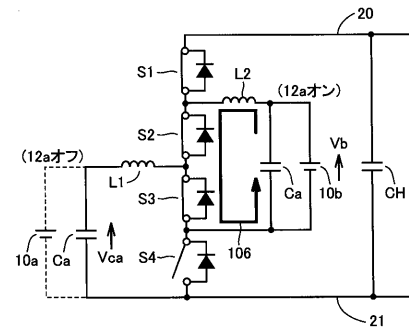 20
S1
L2
(12aオン)
S2
(12aオフ)
Vb
L1
S3
Ca
10b
CH
10a
Ca
Vca
S4
106
21